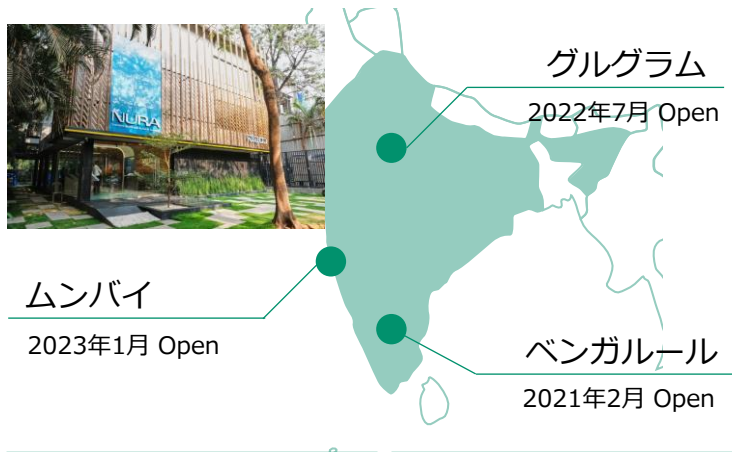 NURA
グルグラム
2022年7月 Open
ムンバイ
2023年1月 Open
ベンガルール
2021年2月 Open